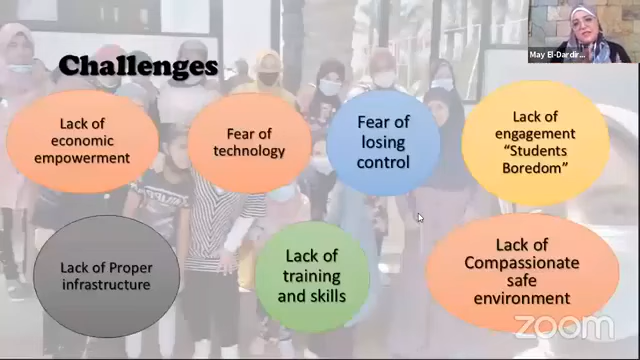 Challenges
Lack of
economic
empowerment
Fear of
technology
Fear of
losing
control
Lack of
engagement
“Students
Boredom”
Lack of Proper
infrastructure
Lack of
training
and skills
Lack of
Compassionate
safe
environment
May El-Dardir...
zoom